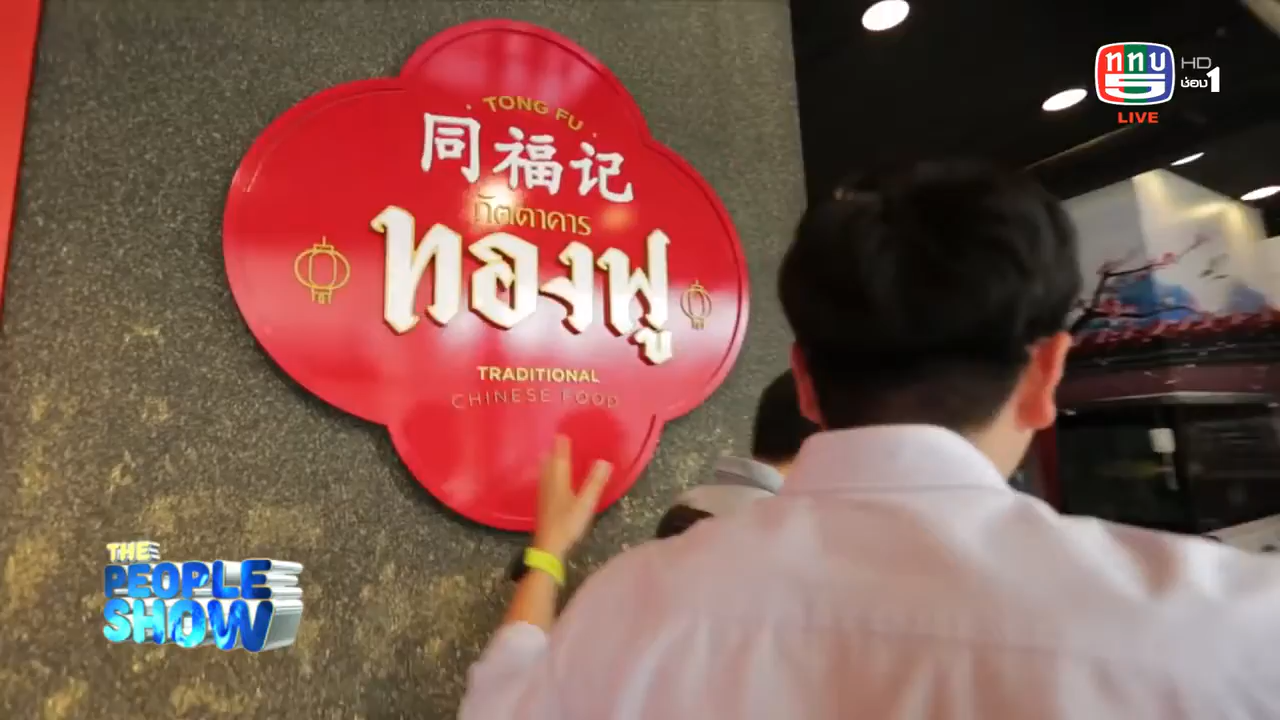 · TONG FU ·
同福记
ภัตตาคาร
ทองฟู
TRADITIONAL
CHINESE FOOD
ททบ
5
HD
ช่อง1
LIVE
THE
PEOPLE
SHOW